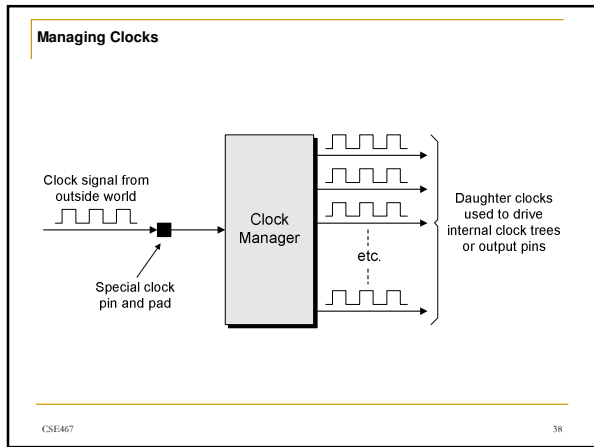 Managing Clocks
Clock signal from
outside world
Special clock
pin and pad
Clock
Manager
etc.
Daughter clocks
used to drive
internal clock trees
or output pins
CSE467
38